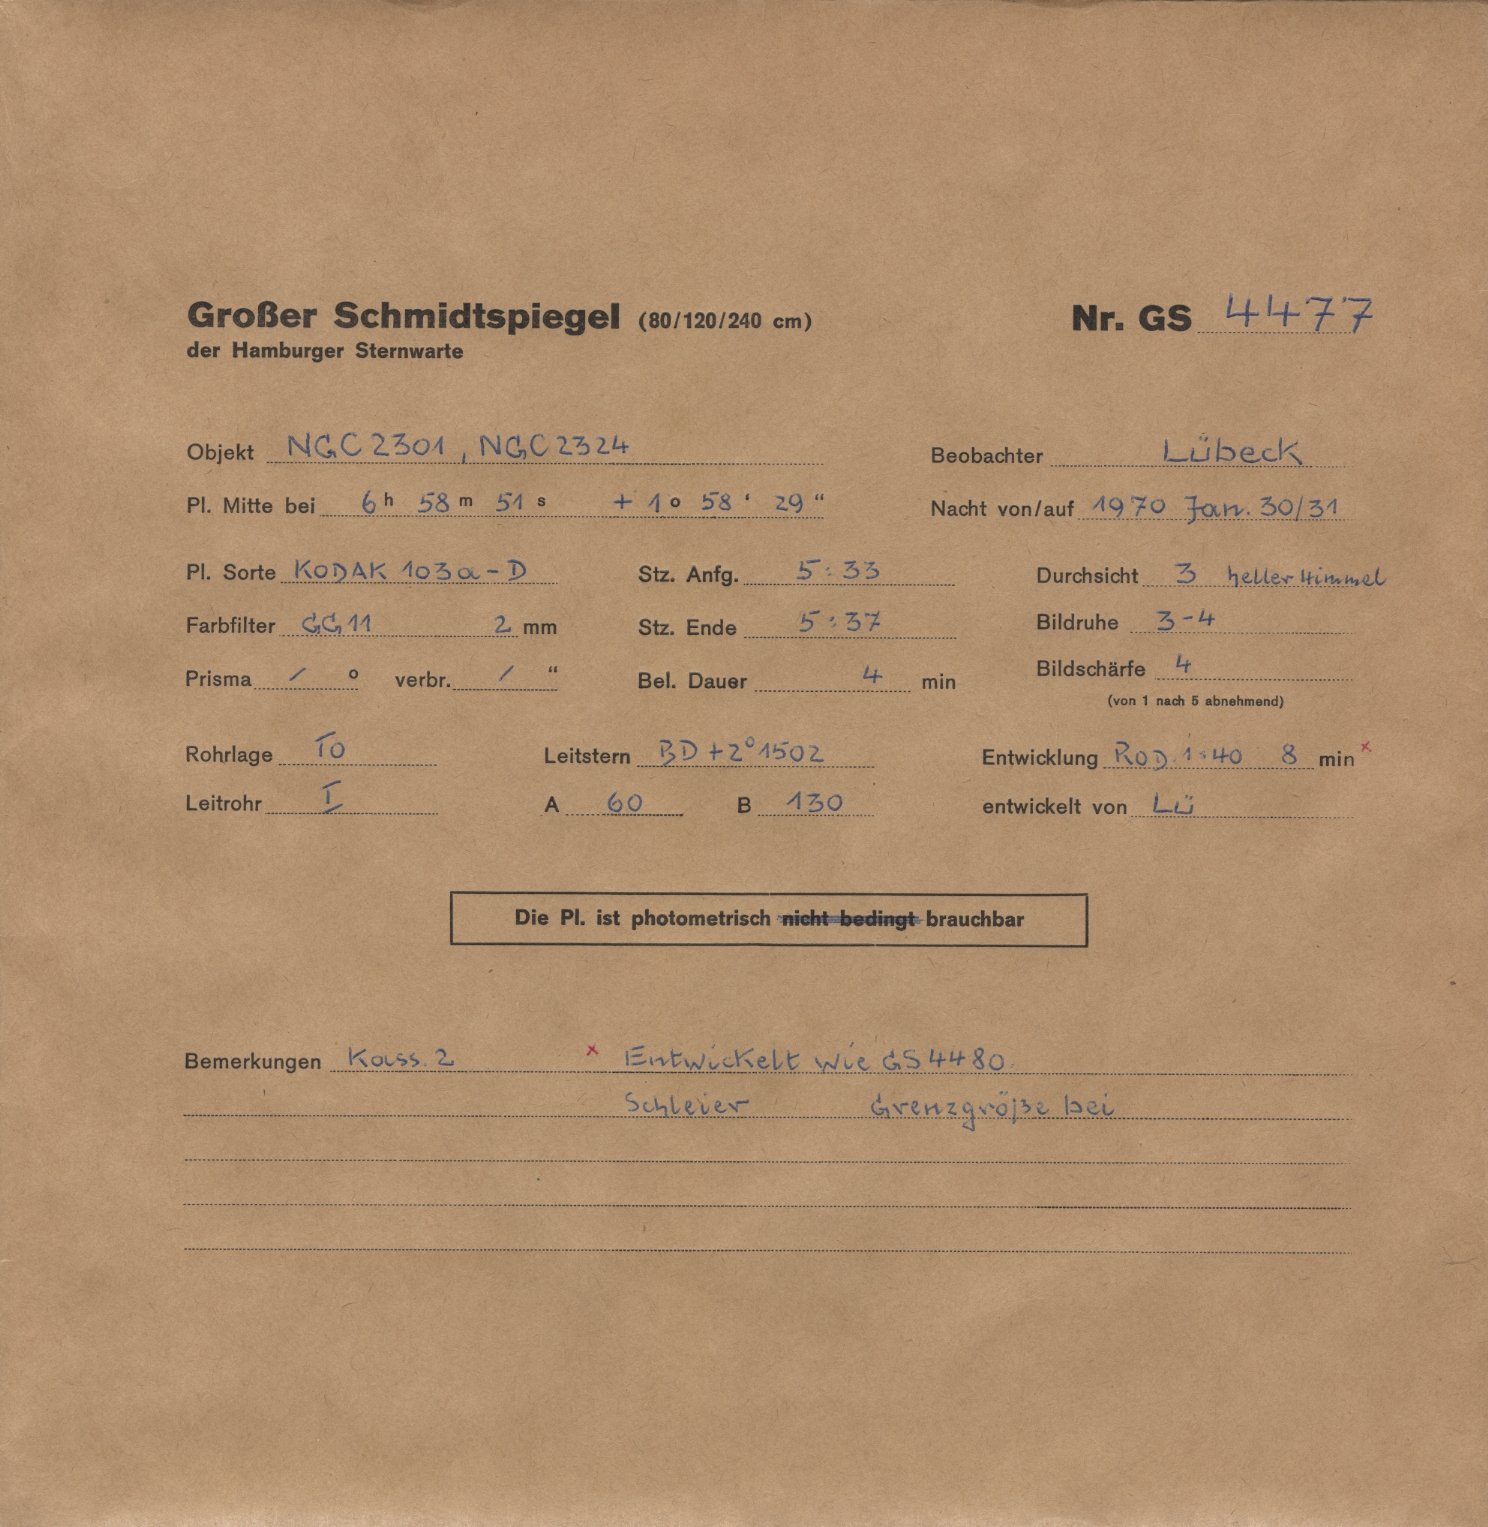 Großer Schmidtspiegel (80/120/240 cm) Nr. GS 4477
der Hamburger Sternwarte
Objekt NGC 2301, NGC 2324 Beobachter Lübeck
Pl. Mitte bei 6 h 58 m 51 s + 1 o 58 ' 29 " Nacht von/auf 1970 Jan. 30/31
Pl. Sorte KODAK 103a-D Stz. Anfg. 5:33 Durchsicht 3 heller Himmel
Farbfilter GG11 2 mm Stz. Ende 5:37 Bildruhe 3-4
Prisma / o verbr. / " Bel. Dauer 4 min Bildschärfe 4
(von 1 nach 5 abnehmend)
Rohrlage TO Leitstern BD+2°1502 Entwicklung ROD. 1:40 8 min x
Leitrohr I A 60 B 130 entwickelt von LÜ
Die Pl. ist photometrisch nicht bedingt brauchbar
Bemerkungen Kass. 2 x Entwickelt wie GS4480.
Schleier Grenzgröße bei